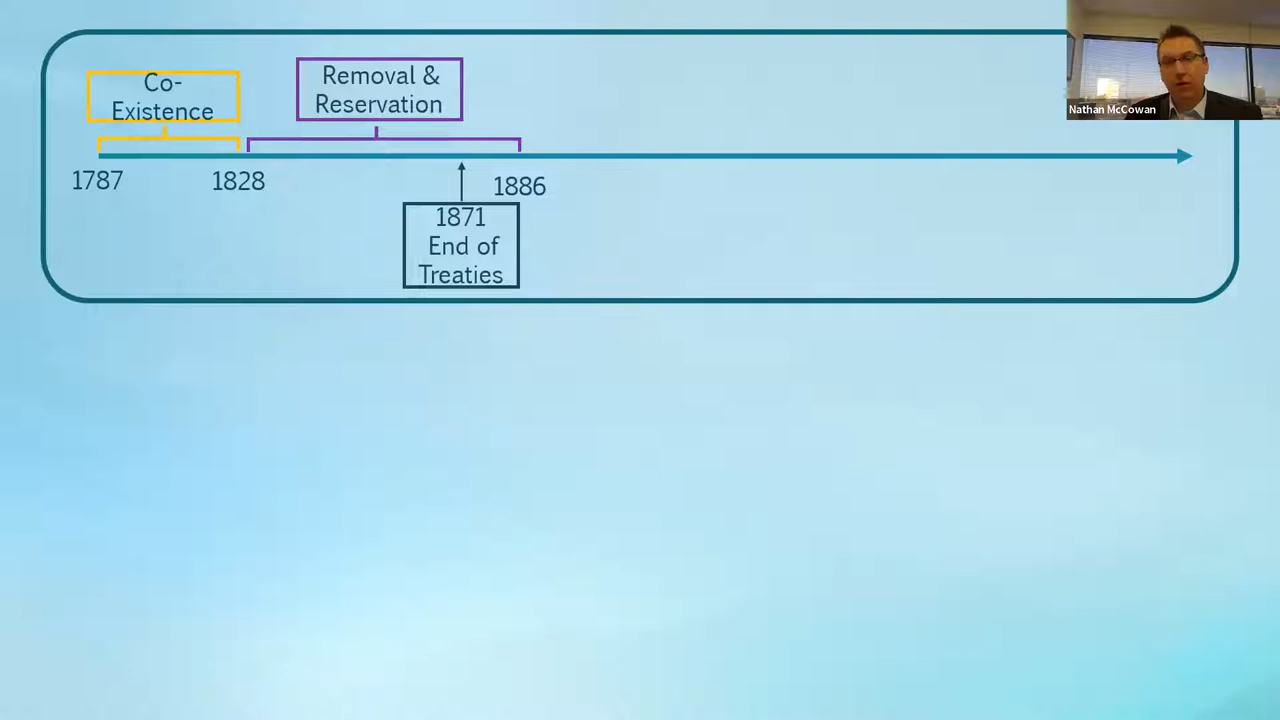 Co-
Existence
Removal &
Reservation
Nathan McCowan
1787
1828
1886
1871
End of
Treaties